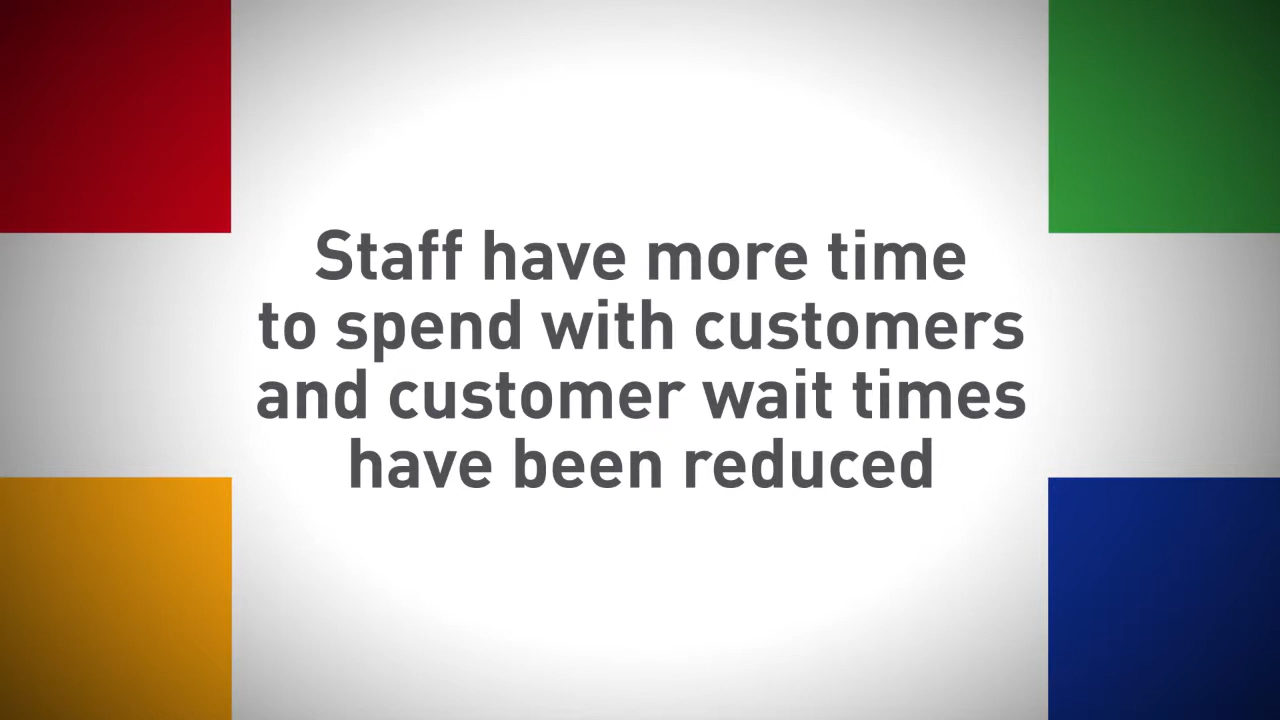 Staff have more time
to spend with customers
and customer wait times
have been reduced